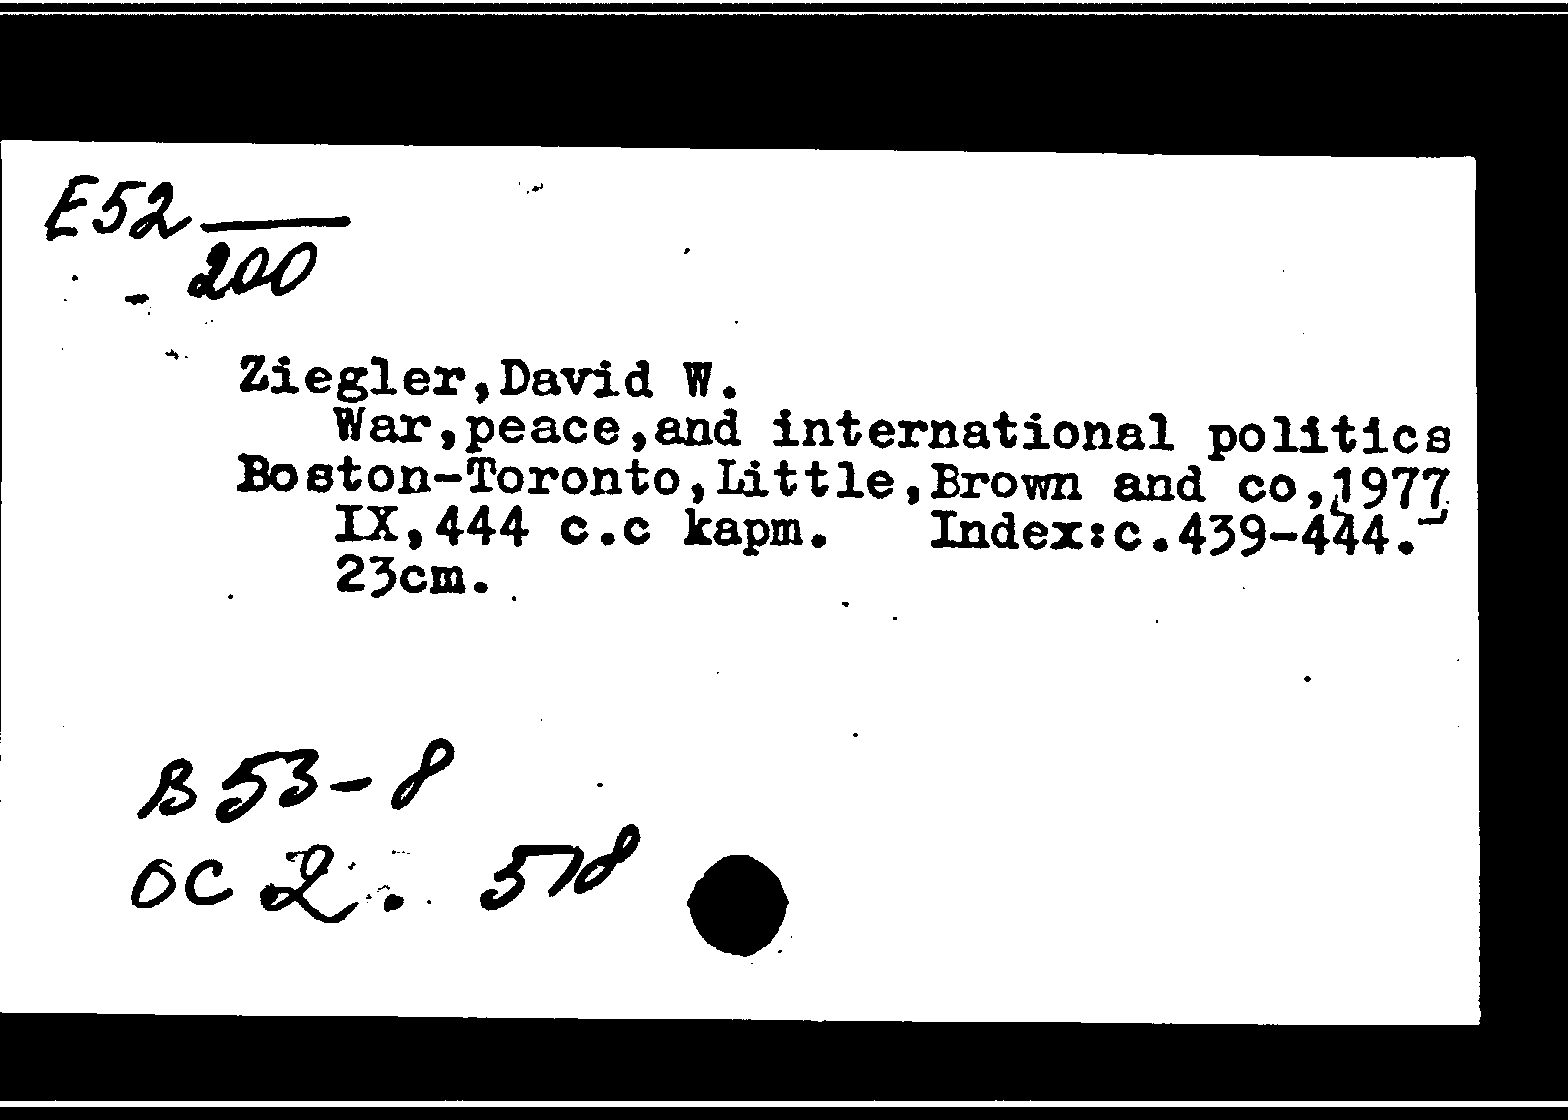 E52
200
Ziegler,David W.
War,peace,and international politics
Boston-Toronto,Little,Brown and co,1977
IX,444 c.c kapm. Index:c.439-444.
23cm.
B 53-8
OC 2. 518